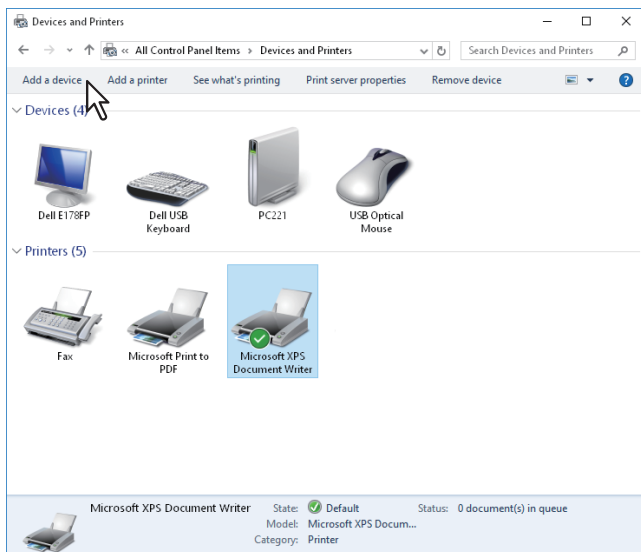 Devices and Printers
« All Control Panel Items > Devices and Printers
Search Devices and Printers
Add a device Add a printer See what's printing Print server properties Remove device ?
Devices (4)
Dell E178FP Dell USB Keyboard PC221 USB Optical Mouse
Printers (5)
Fax Microsoft Print to PDF Microsoft XPS Document Writer
Microsoft XPS Document Writer State: Default Status: 0 document(s) in queue
Model: Microsoft XPS Docum...
Category: Printer